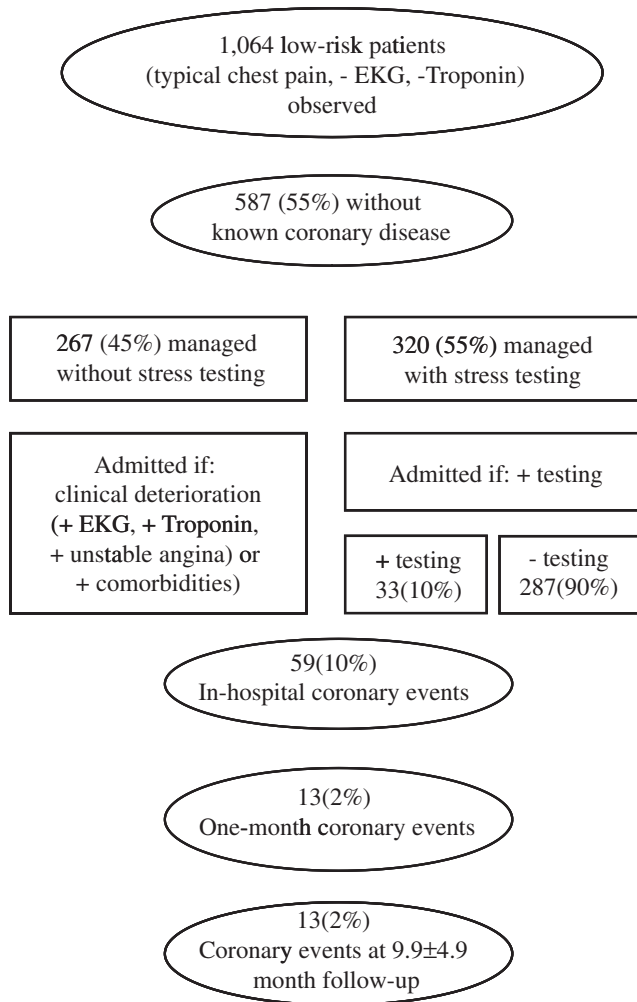 1,064 low-risk patients
(typical chest pain, - EKG, -Troponin)
observed
587 (55%) without
known coronary disease
267 (45%) managed
without stress testing
320 (55%) managed
with stress testing
Admitted if:
clinical deterioration
(+ EKG, + Troponin,
+ unstable angina) or
+ comorbidities)
Admitted if: + testing
+ testing
33(10%)
- testing
287(90%)
59(10%)
In-hospital coronary events
13(2%)
One-month coronary events
13(2%)
Coronary events at 9.9±4.9
month follow-up